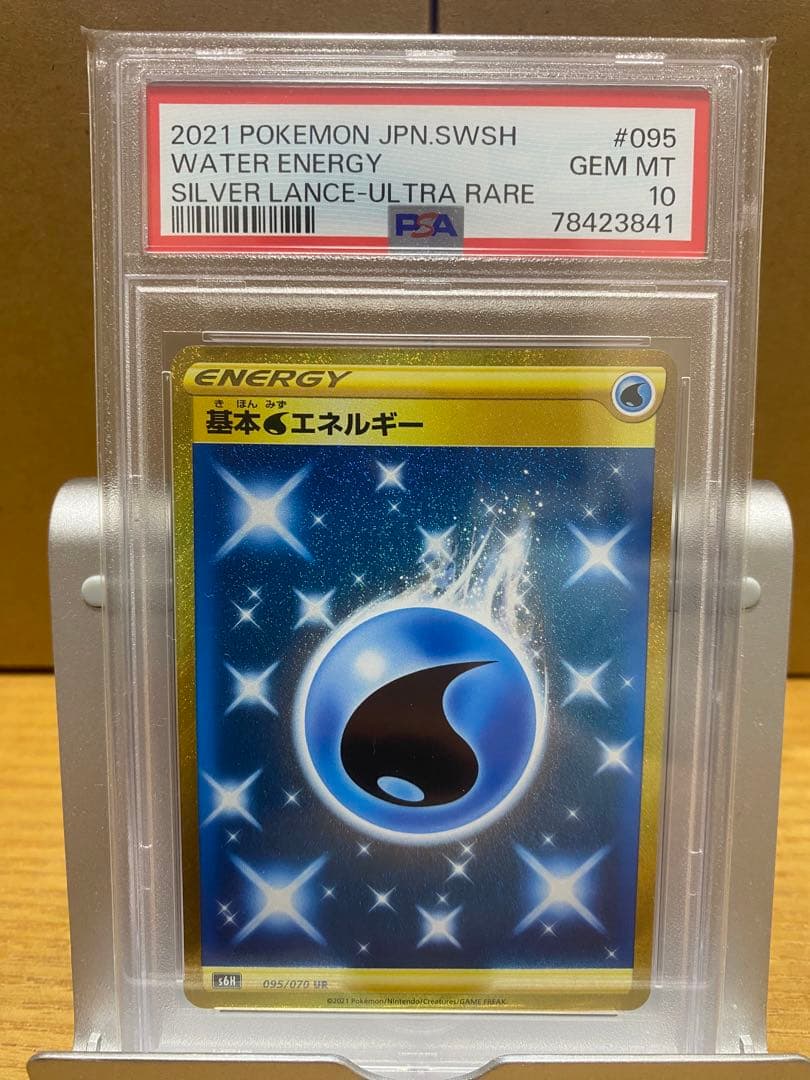 2021 POKEMON JPN.SWSH #095
WATER ENERGY GEM MT
SILVER LANCE-ULTRA RARE 10
PSA 78423841
ENERGY
きほん みず
基本エネルギー
s6H 095/070 UR
©2021 Pokémon/Nintendo/Creatures/GAME FREAK.